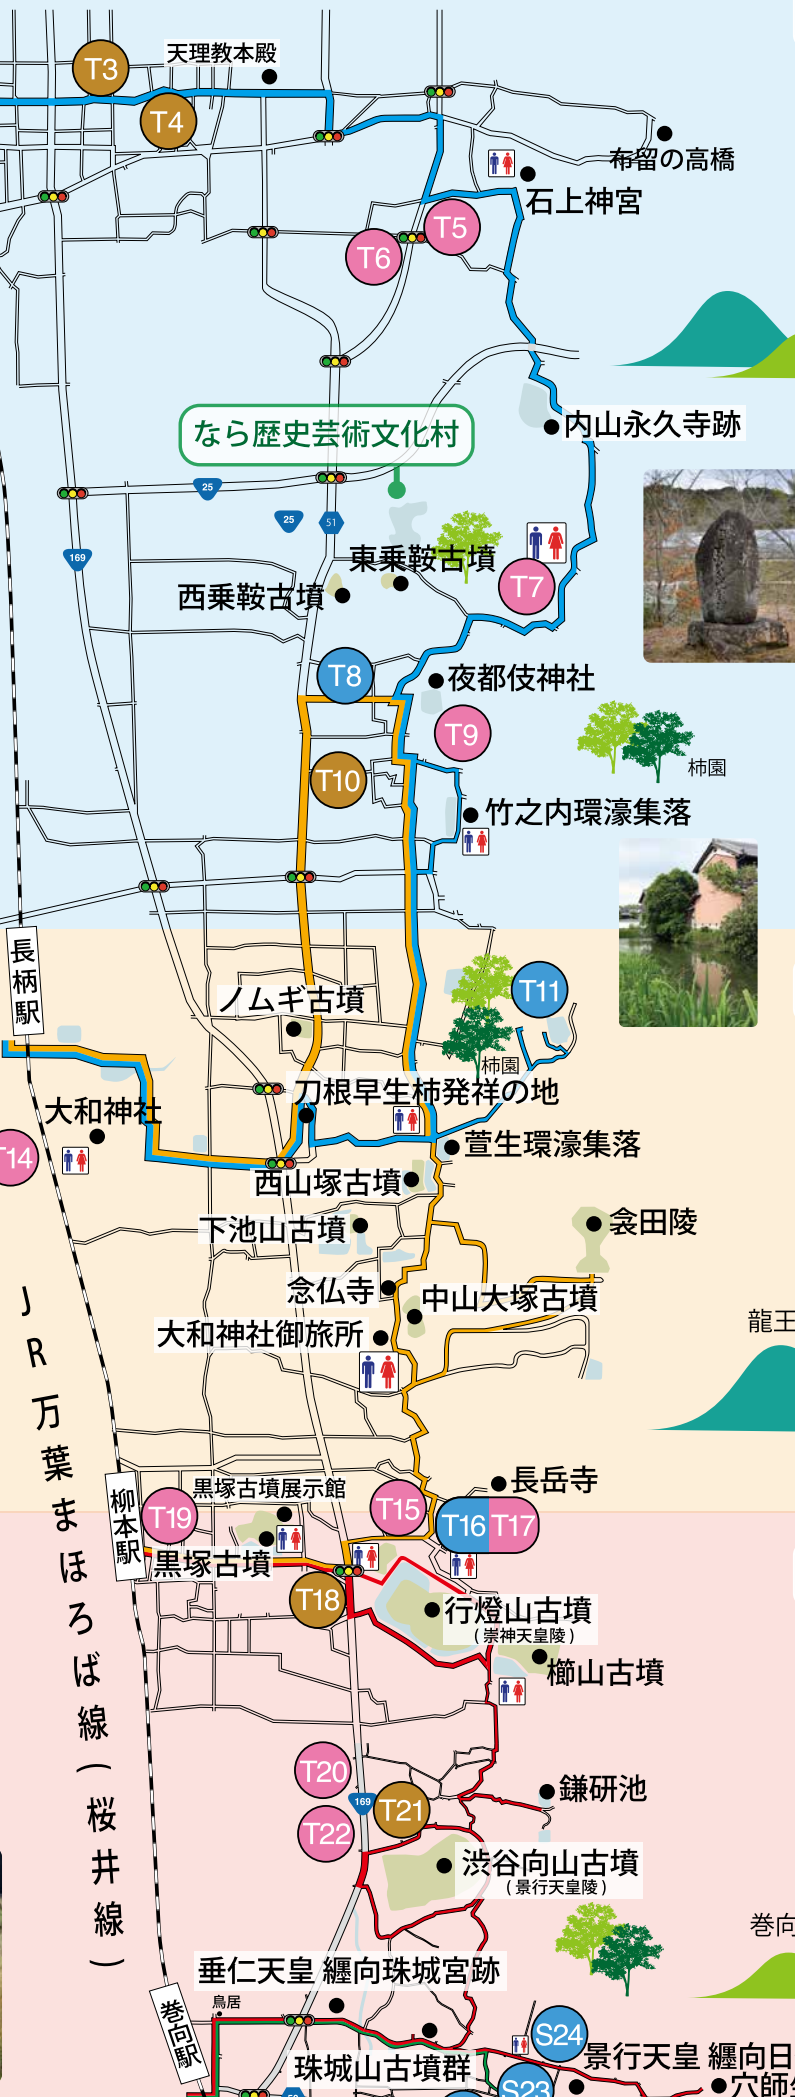 天理教本殿
T3
T4
布留の高橋
石上神宮
T5
T6
なら歴史芸術文化村
内山永久寺跡
25
25
51
169
東乗鞍古墳
西乗鞍古墳
T7
T8
夜都伎神社
T9
柿園
T10
竹之内環濠集落
長柄駅
ノムギ古墳
T11
柿園
刀根早生柿発祥の地
大和神社
T14
萱生環濠集落
西山塚古墳
下池山古墳
衾田陵
念仏寺
中山大塚古墳
大和神社御旅所
龍王
JR万葉まほろば線(桜井線)
長岳寺
柳本駅
T19
黒塚古墳展示館
T15
T16 T17
黒塚古墳
T18
行燈山古墳
(崇神天皇陵)
櫛山古墳
T20
169
T21
T22
鎌研池
渋谷向山古墳
(景行天皇陵)
巻向
垂仁天皇 纒向珠城宮跡
巻向駅
鳥居
S24
珠城山古墳群
景行天皇 纒向日
S23
穴師